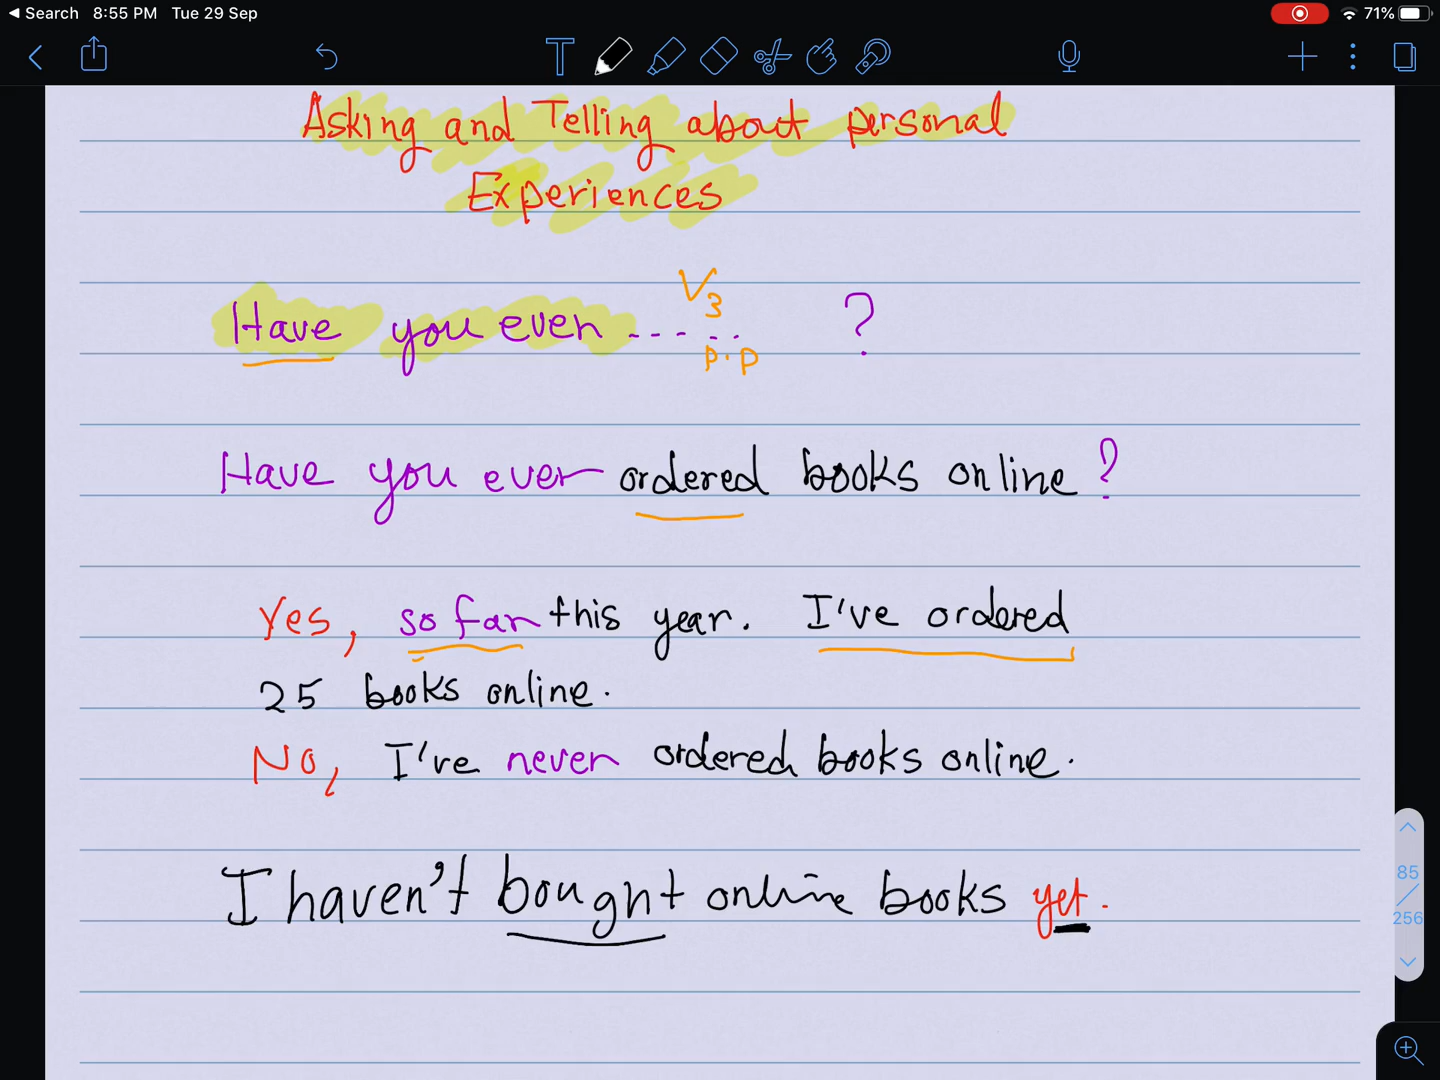 Search 8:55 PM Tue 29 Sep 71%
T
Asking and Telling about personal
Experiences
V3
Have you ever ----- ?
p.p
Have you ever ordered books online?
Yes, so far this year. I've ordered
25 books online.
No, I've never ordered books online.
I haven't bought online books yet.
85
256